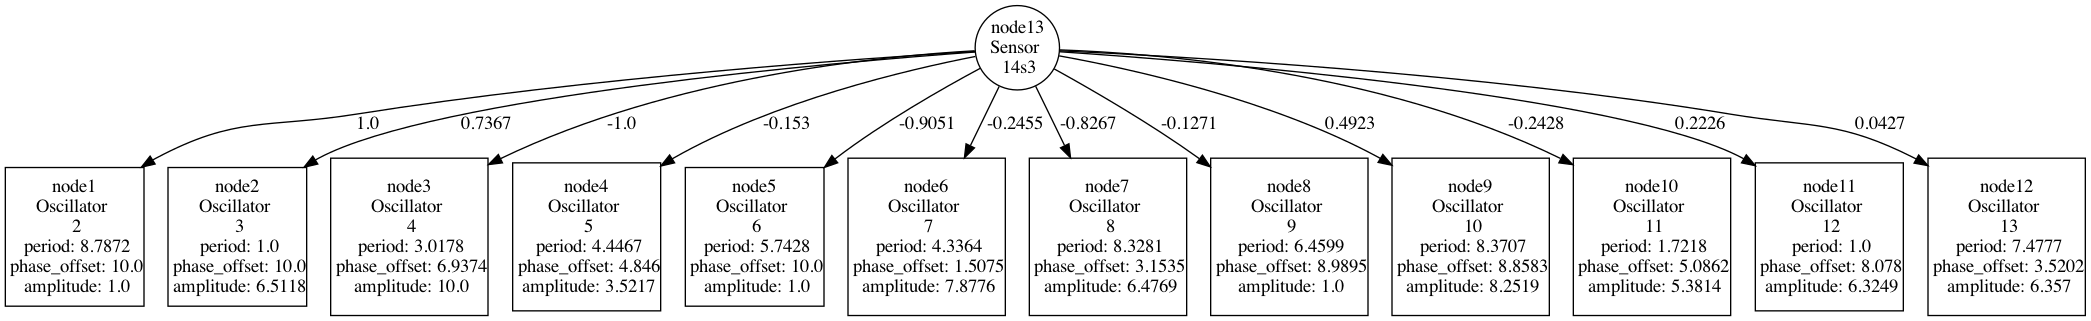 node13
Sensor
14s3
1.0
0.7367
-1.0
-0.153
-0.9051
-0.2455
-0.8267
-0.1271
0.4923
-0.2428
0.2226
0.0427
node1
Oscillator
2
period: 8.7872
phase_offset: 10.0
amplitude: 1.0
node2
Oscillator
3
period: 1.0
phase_offset: 10.0
amplitude: 6.5118
node3
Oscillator
4
period: 3.0178
phase_offset: 6.9374
amplitude: 10.0
node4
Oscillator
5
period: 4.4467
phase_offset: 4.846
amplitude: 3.5217
node5
Oscillator
6
period: 5.7428
phase_offset: 10.0
amplitude: 1.0
node6
Oscillator
7
period: 4.3364
phase_offset: 1.5075
amplitude: 7.8776
node7
Oscillator
8
period: 8.3281
phase_offset: 3.1535
amplitude: 6.4769
node8
Oscillator
9
period: 6.4599
phase_offset: 8.9895
amplitude: 1.0
node9
Oscillator
10
period: 8.3707
phase_offset: 8.8583
amplitude: 8.2519
node10
Oscillator
11
period: 1.7218
phase_offset: 5.0862
amplitude: 5.3814
node11
Oscillator
12
period: 1.0
phase_offset: 8.078
amplitude: 6.3249
node12
Oscillator
13
period: 7.4777
phase_offset: 3.5202
amplitude: 6.357